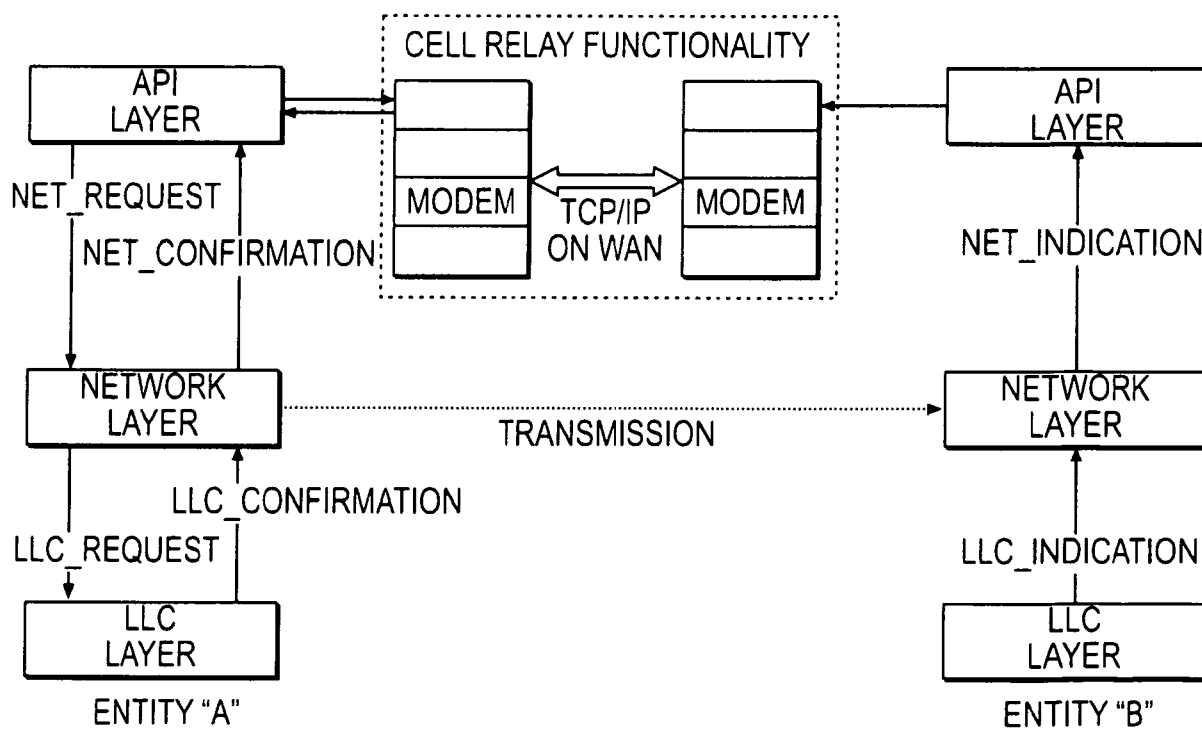 CELL RELAY FUNCTIONALITY
API
LAYER
API
LAYER
MODEM
MODEM
TCP/IP
ON WAN
NET_REQUEST
NET_CONFIRMATION
NET_INDICATION
NETWORK
LAYER
NETWORK
LAYER
TRANSMISSION
LLC_CONFIRMATION
LLC_REQUEST
LLC_INDICATION
LLC
LAYER
LLC
LAYER
ENTITY “A”
ENTITY “B”